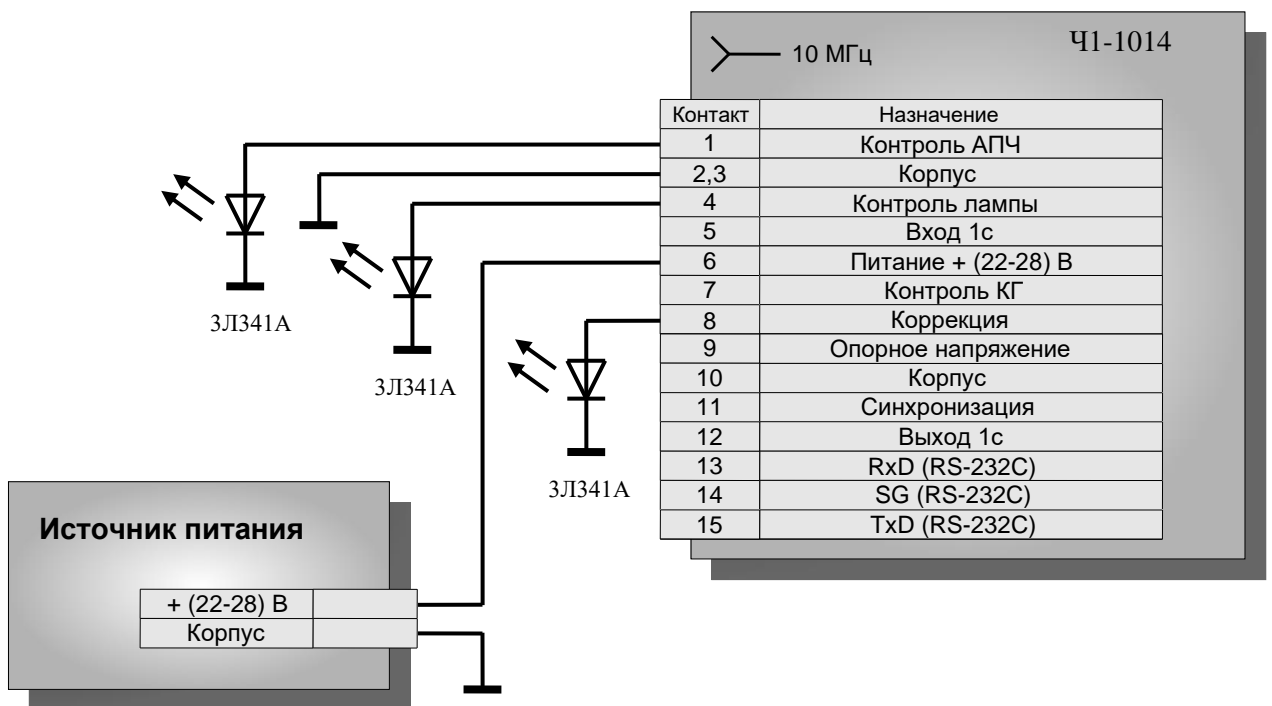 10 МГц
Ч1-1014
Контакт Назначение
1 Контроль АПЧ
2,3 Корпус
4 Контроль лампы
5 Вход 1с
6 Питание + (22-28) В
7 Контроль КГ
8 Коррекция
9 Опорное напряжение
10 Корпус
11 Синхронизация
12 Выход 1с
13 RxD (RS-232C)
14 SG (RS-232C)
15 TxD (RS-232C)
3Л341А
3Л341А
3Л341А
Источник питания
+ (22-28) В
Корпус